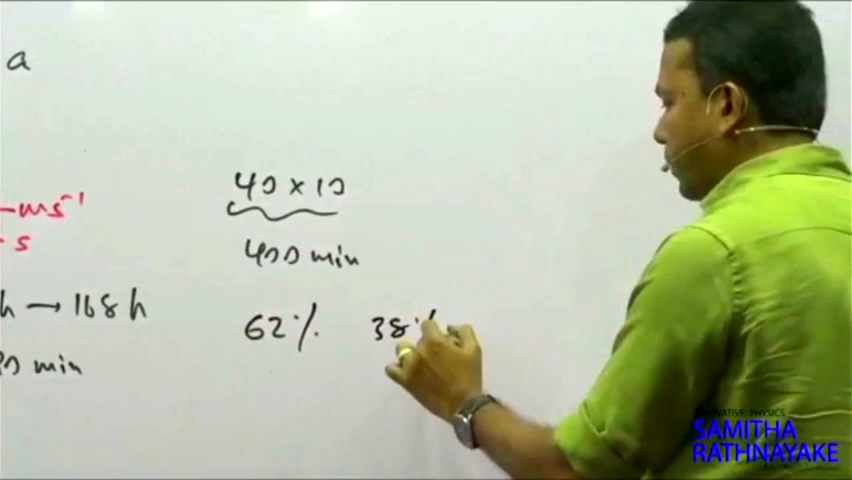 a
40 x 10
ms⁻¹
s
400 min
h → 168 h
62% 38%
min
INNOVATIVE PHYSICS
SAMITHA
RATHNAYAKE